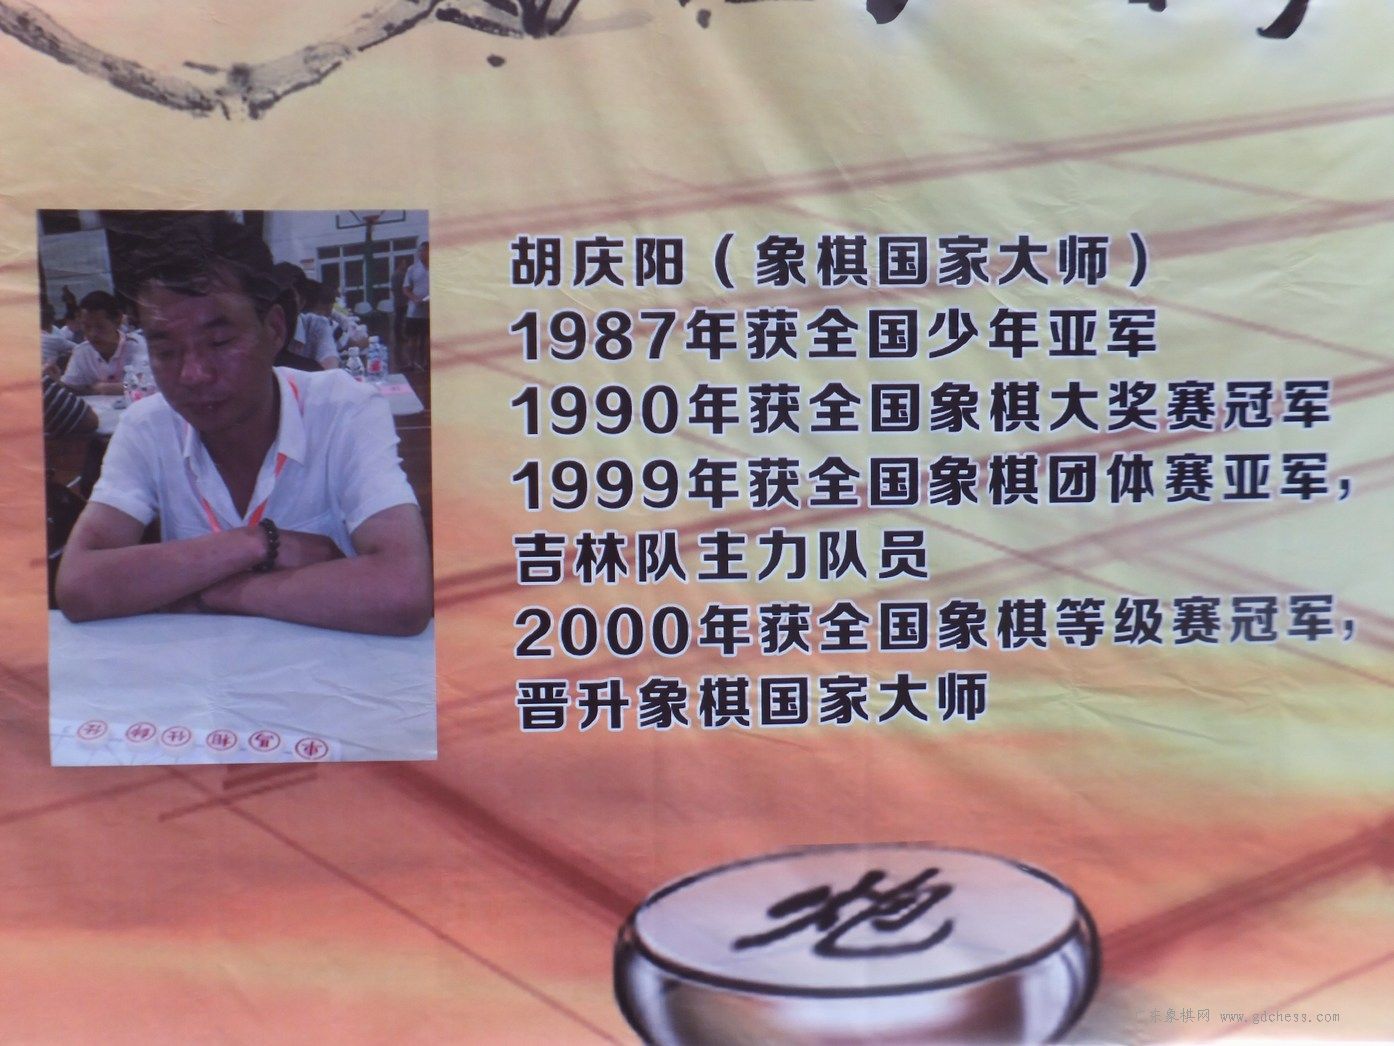 胡庆阳（象棋国家大师）
1987年获全国少年亚军
1990年获全国象棋大奖赛冠军
1999年获全国象棋团体赛亚军，
吉林队主力队员
2000年获全国象棋等级赛冠军，
晋升象棋国家大师
炮
广东象棋网 www.gdchess.com